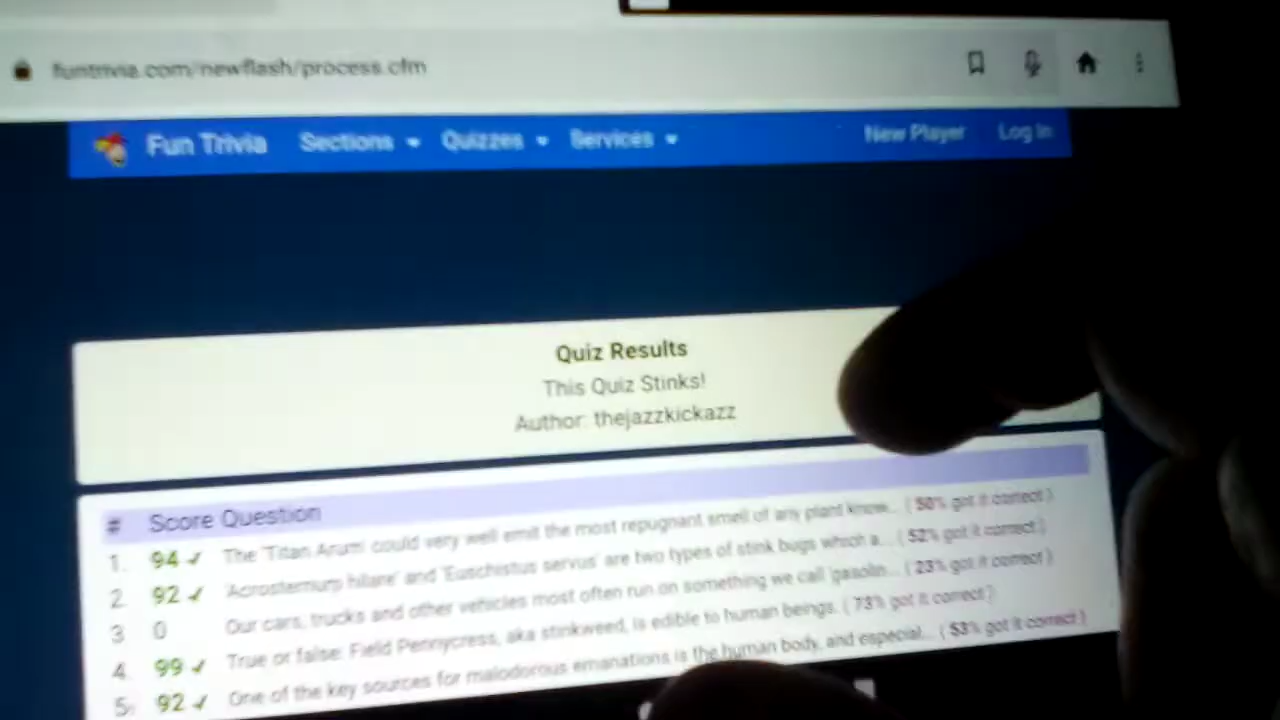 funtrivia.com/newflash/process.cfm
Fun Trivia Sections Quizzes Services New Player Log In
Quiz Results
This Quiz Stinks!
Author: thejazzkickazz
# Score Question
1. 94 ✓ The 'Titan Arum' could very well emit the most repugnant smell of any plant know... ( 50% got it correct )
2. 92 ✓ 'Acrosternum hilare' and 'Euschistus servus' are two types of stink bugs which a... ( 52% got it correct )
3. 0 Our cars, trucks and other vehicles most often run on something we call 'gasolin... ( 23% got it correct )
4. 99 ✓ True or false: Field Pennycress, aka stinkweed, is edible to human beings. ( 73% got it correct )
5. 92 ✓ One of the key sources for malodorous emanations is the human body, and especial... ( 53% got it correct )